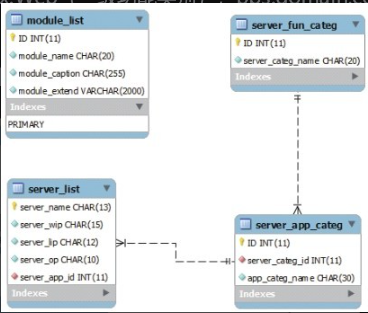 module_list
ID INT(11)
module_name CHAR(20)
module_caption CHAR(255)
module_extend VARCHAR(2000)
Indexes
PRIMARY
server_fun_categ
ID INT(11)
server_categ_name CHAR(20)
Indexes
server_list
server_name CHAR(13)
server_wip CHAR(15)
server_lip CHAR(12)
server_op CHAR(10)
server_app_id INT(11)
Indexes
server_app_categ
ID INT(11)
server_categ_id INT(11)
app_categ_name CHAR(30)
Indexes